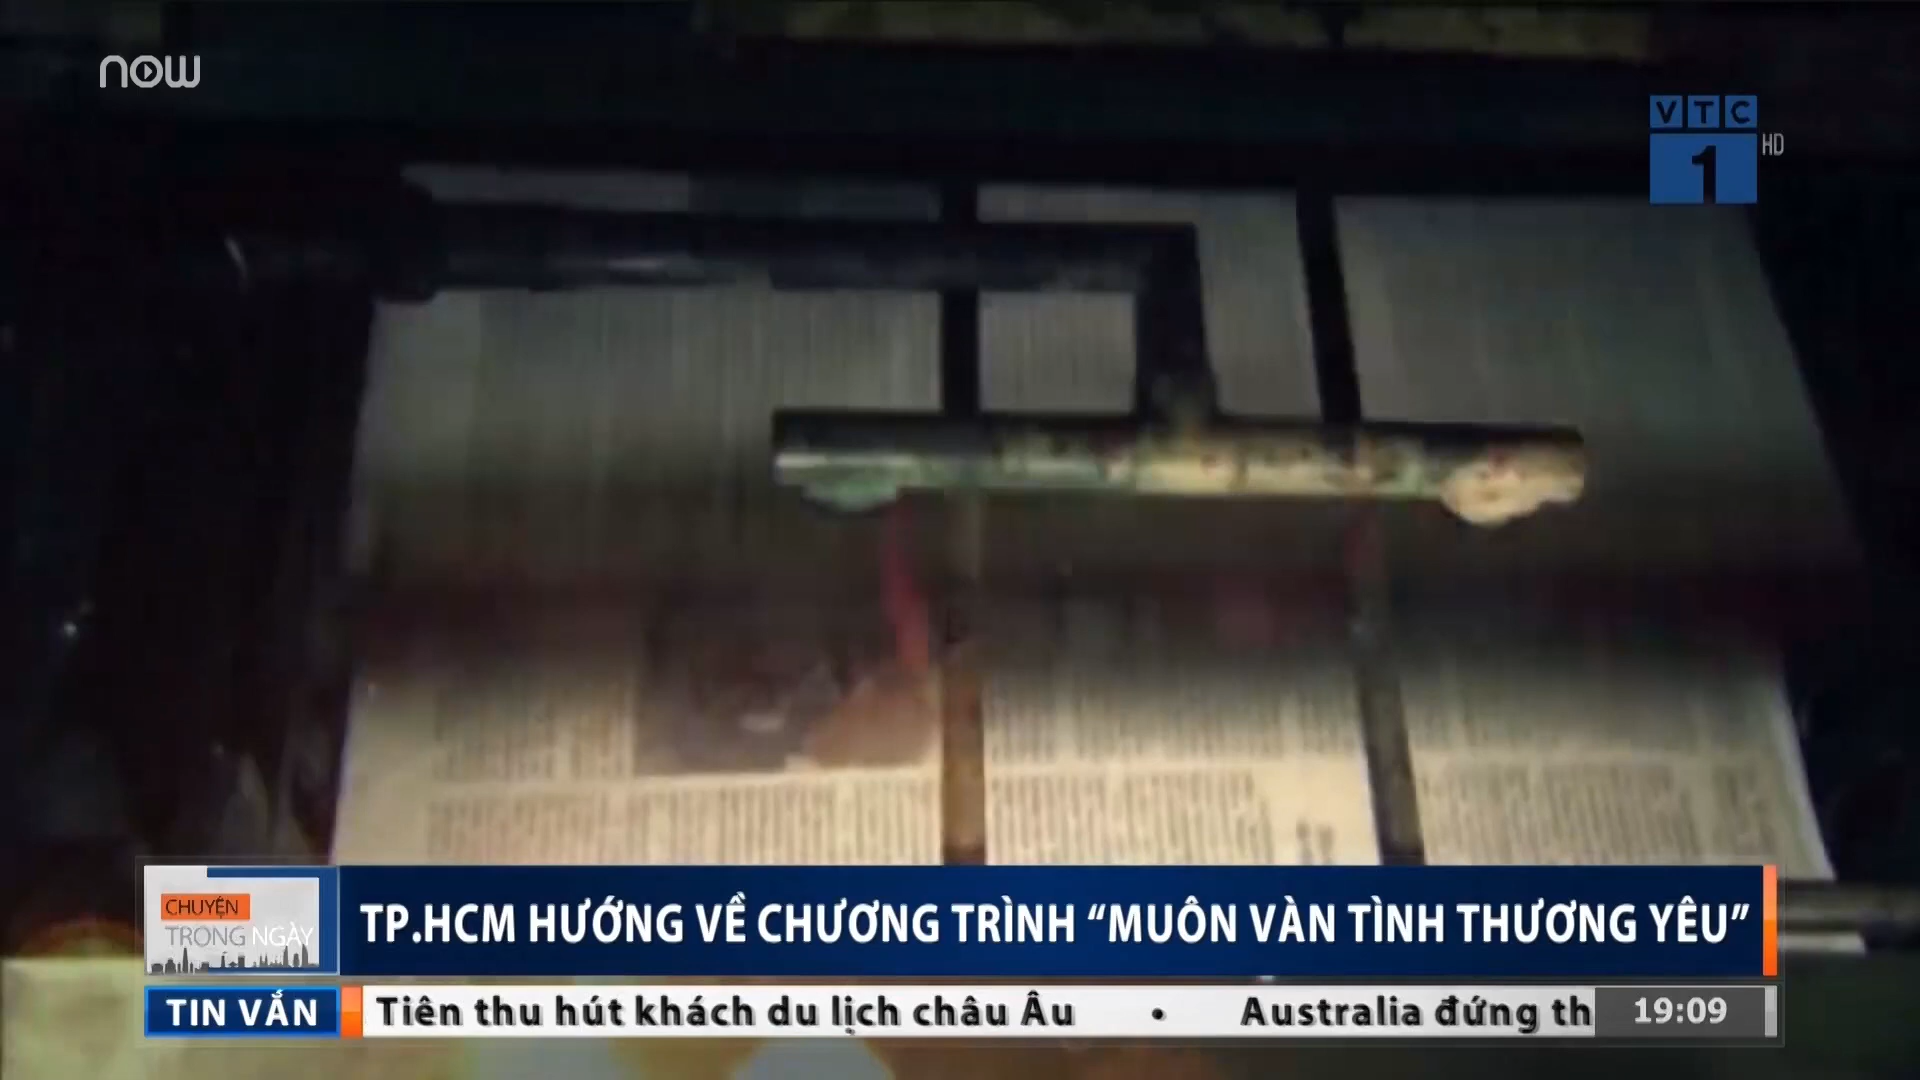 now
VTC
1 HD
CHUYỆN
TRONG NGÀY
TP.HCM HƯỚNG VỀ CHƯƠNG TRÌNH “MUÔN VÀN TÌNH THƯƠNG YÊU”
TIN VẮN
Tiên thu hút khách du lịch châu Âu • Australia đứng th
19:09